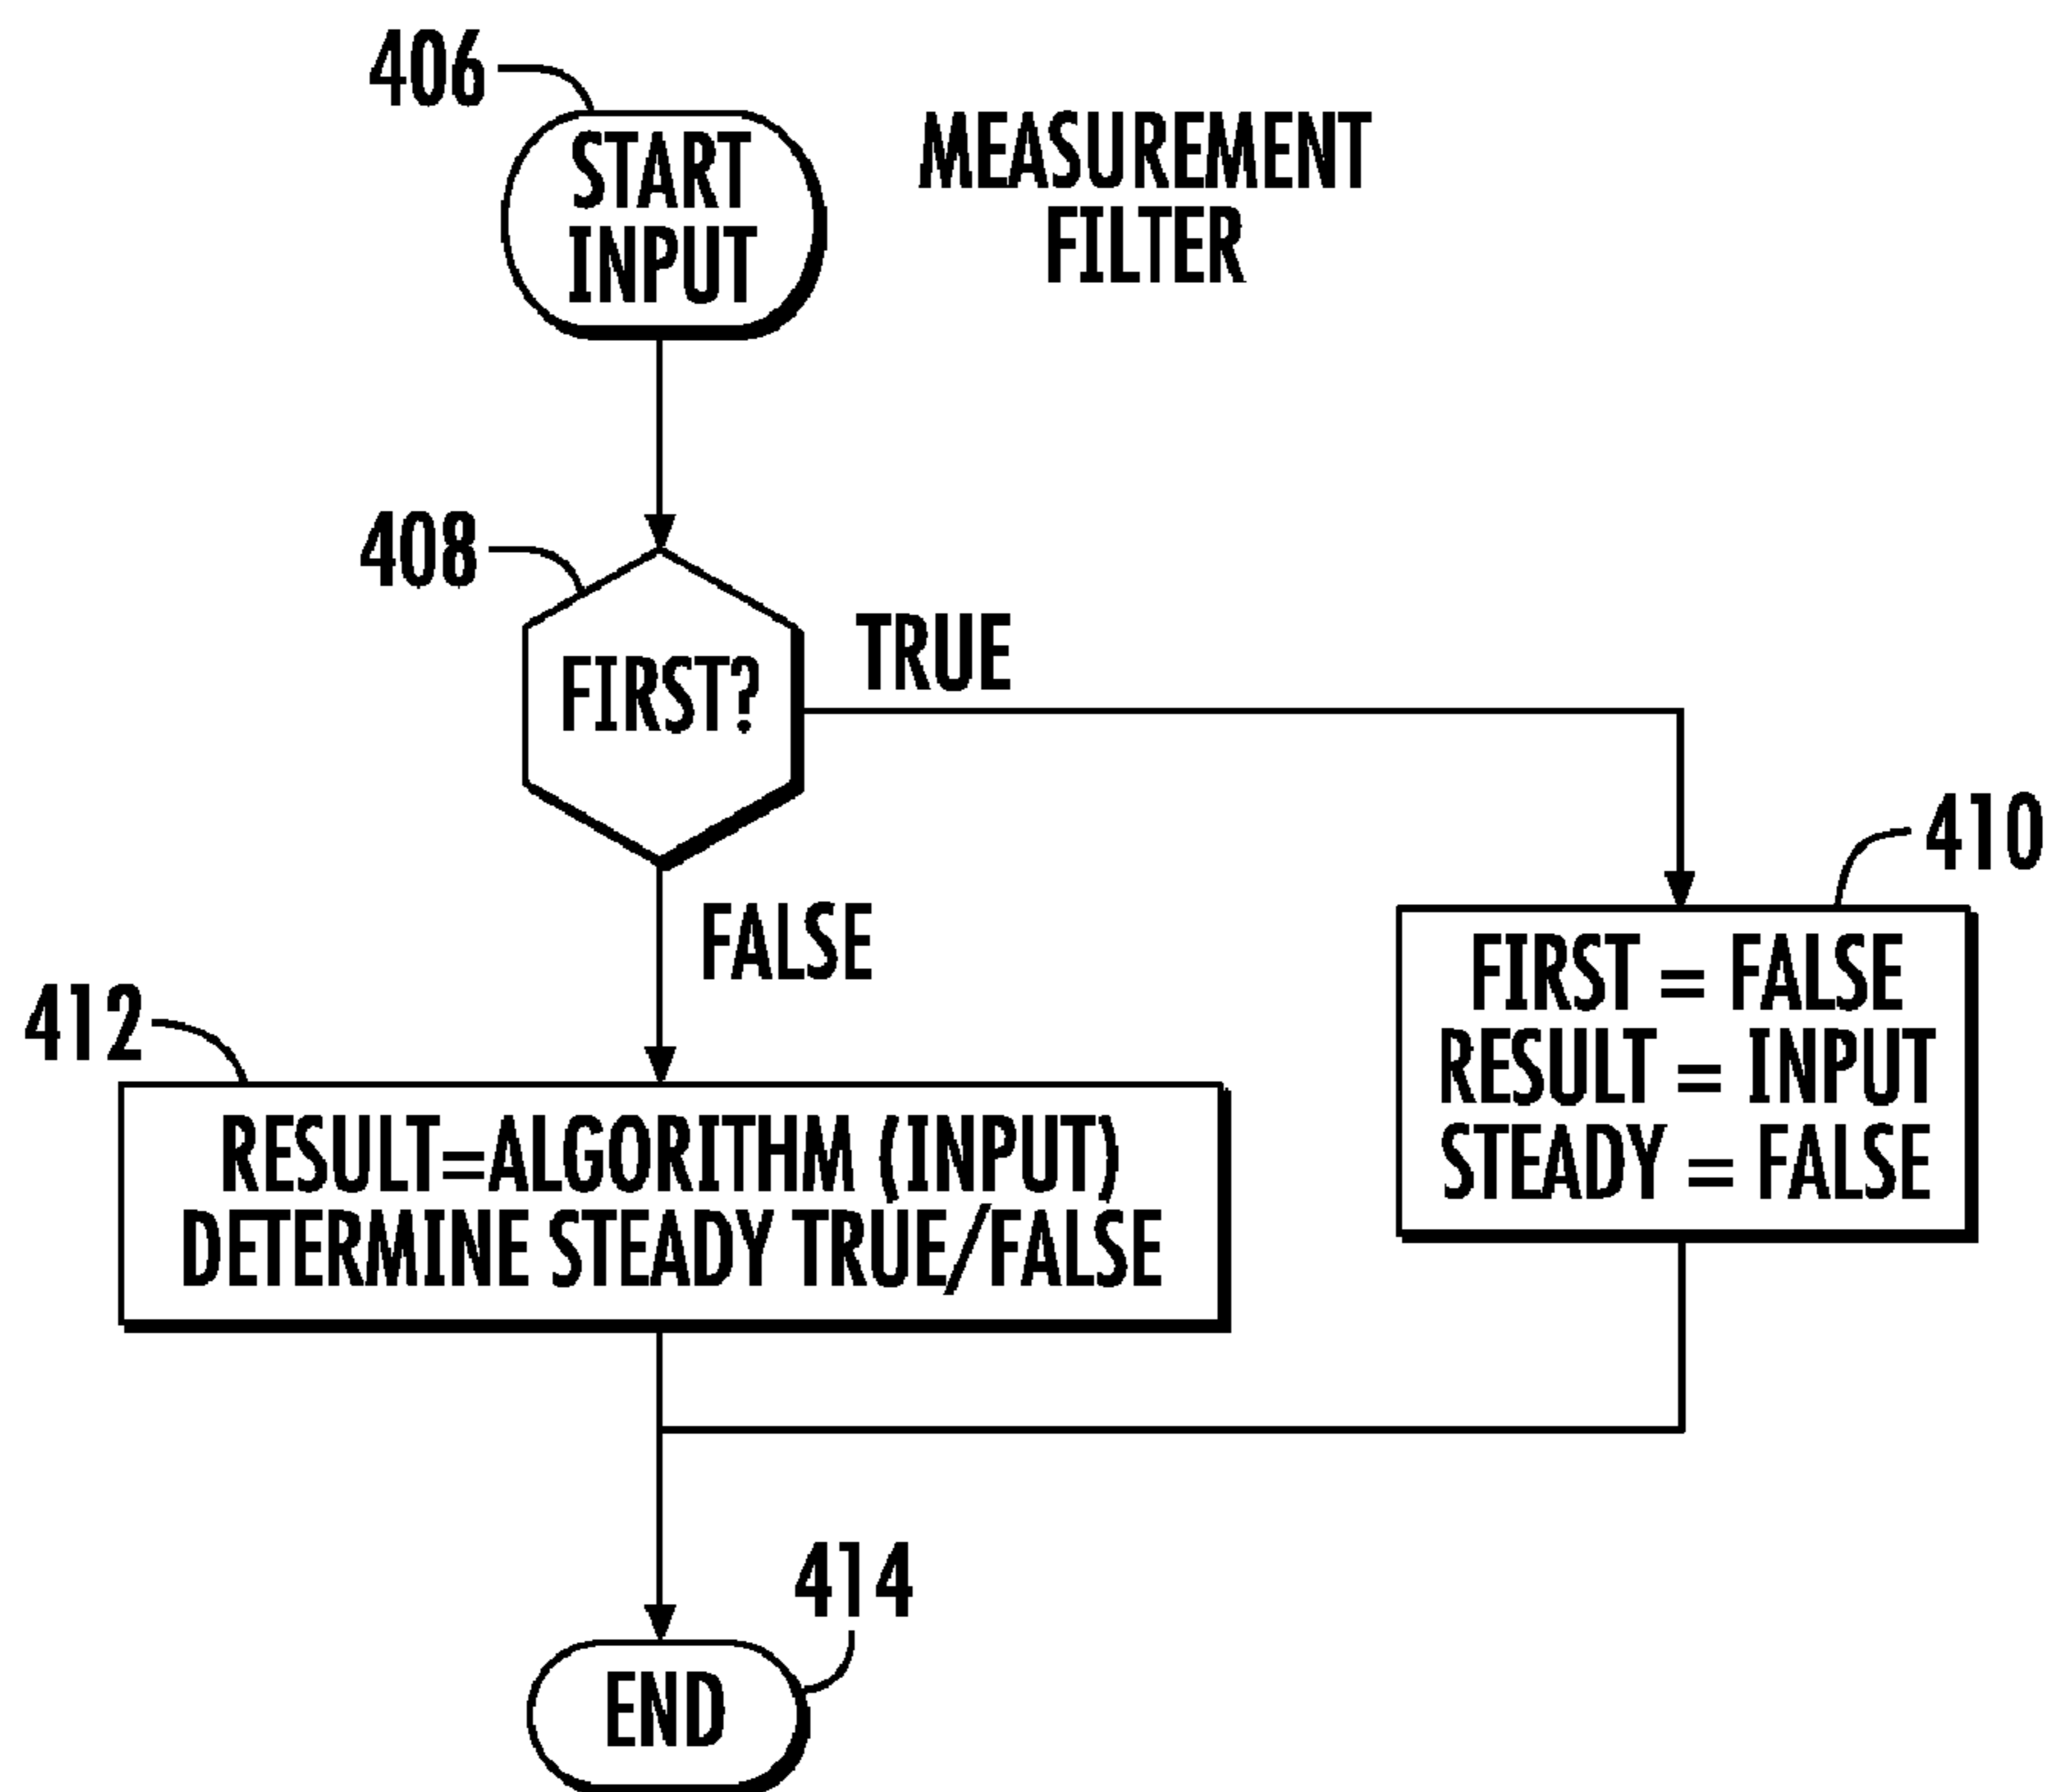 406
START
INPUT
MEASUREMENT
FILTER
408
FIRST?
TRUE
FALSE
410
FIRST = FALSE
RESULT = INPUT
STEADY = FALSE
412
RESULT=ALGORITHM (INPUT)
DETERMINE STEADY TRUE/FALSE
414
END